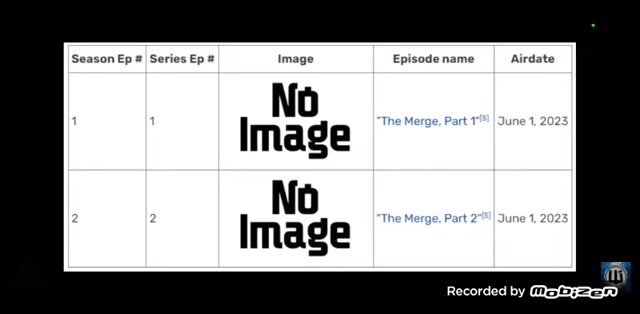 Season Ep # Series Ep # Image Episode name Airdate
No
Image
1 1 "The Merge, Part 1"[5] June 1, 2023
No
Image
2 2 "The Merge, Part 2"[5] June 1, 2023
Recorded by Mobizen